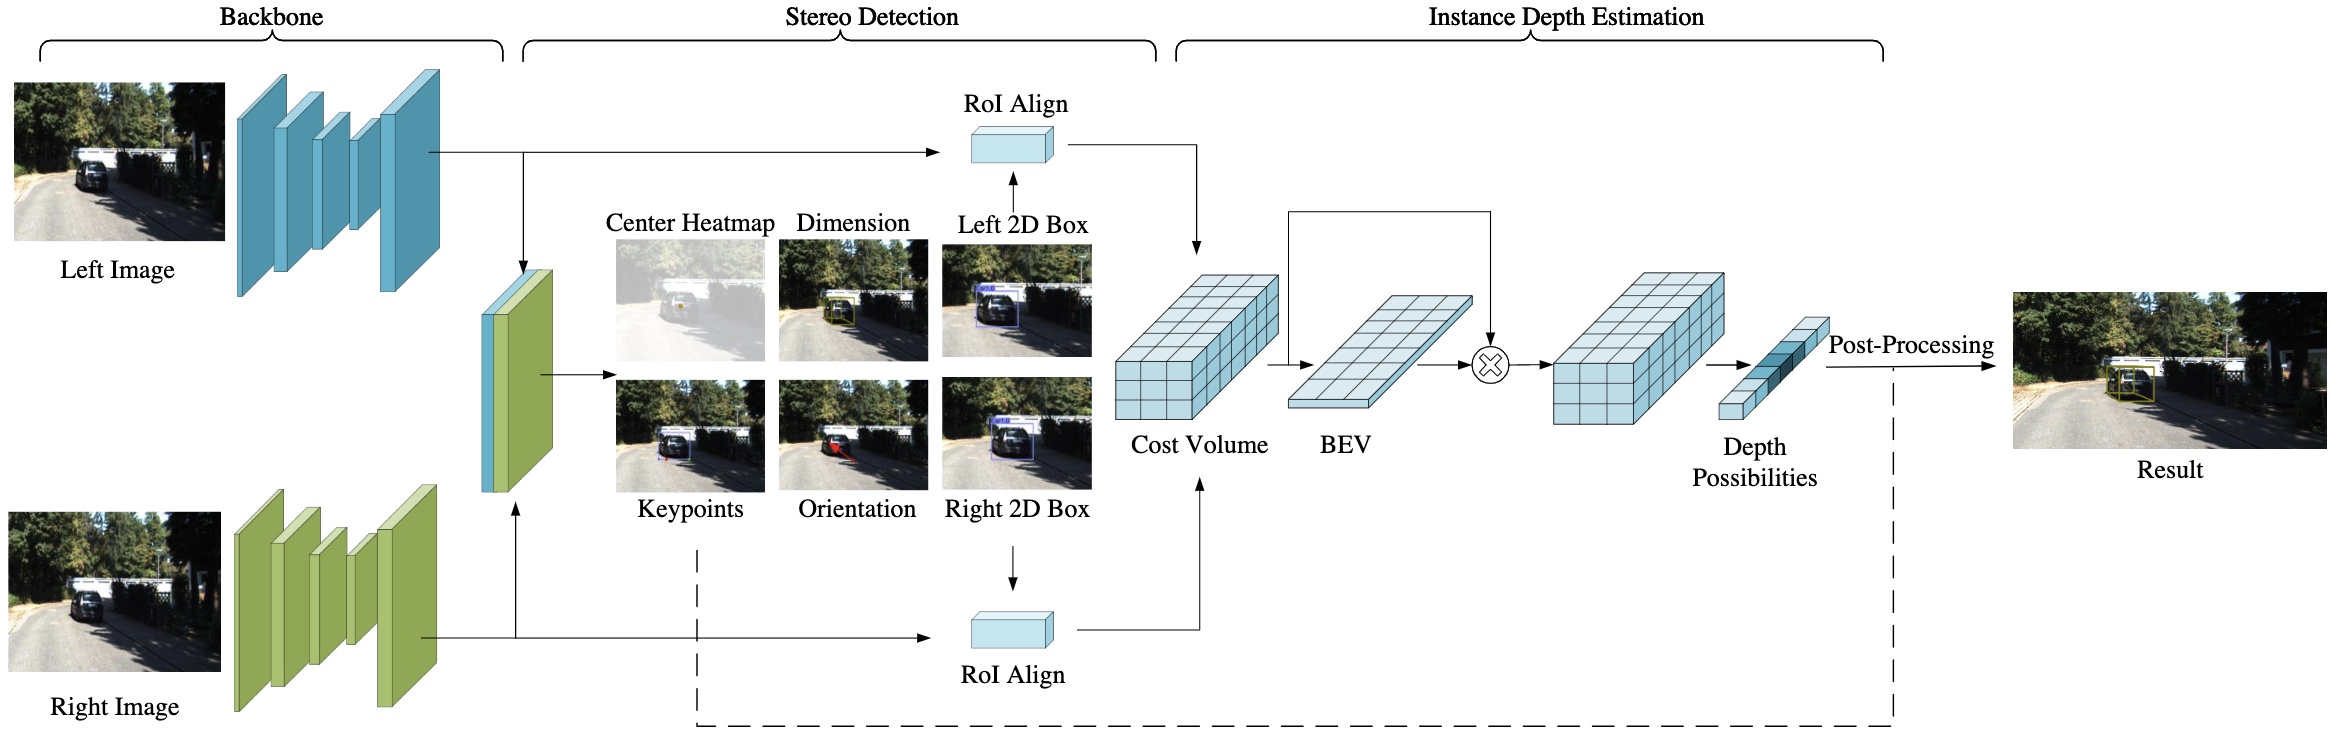 Backbone
Stereo Detection
Instance Depth Estimation
RoI Align
Center Heatmap
Dimension
Left 2D Box
Left Image
Post-Processing
Cost Volume
BEV
Depth
Possibilities
Result
Keypoints
Orientation
Right 2D Box
RoI Align
Right Image